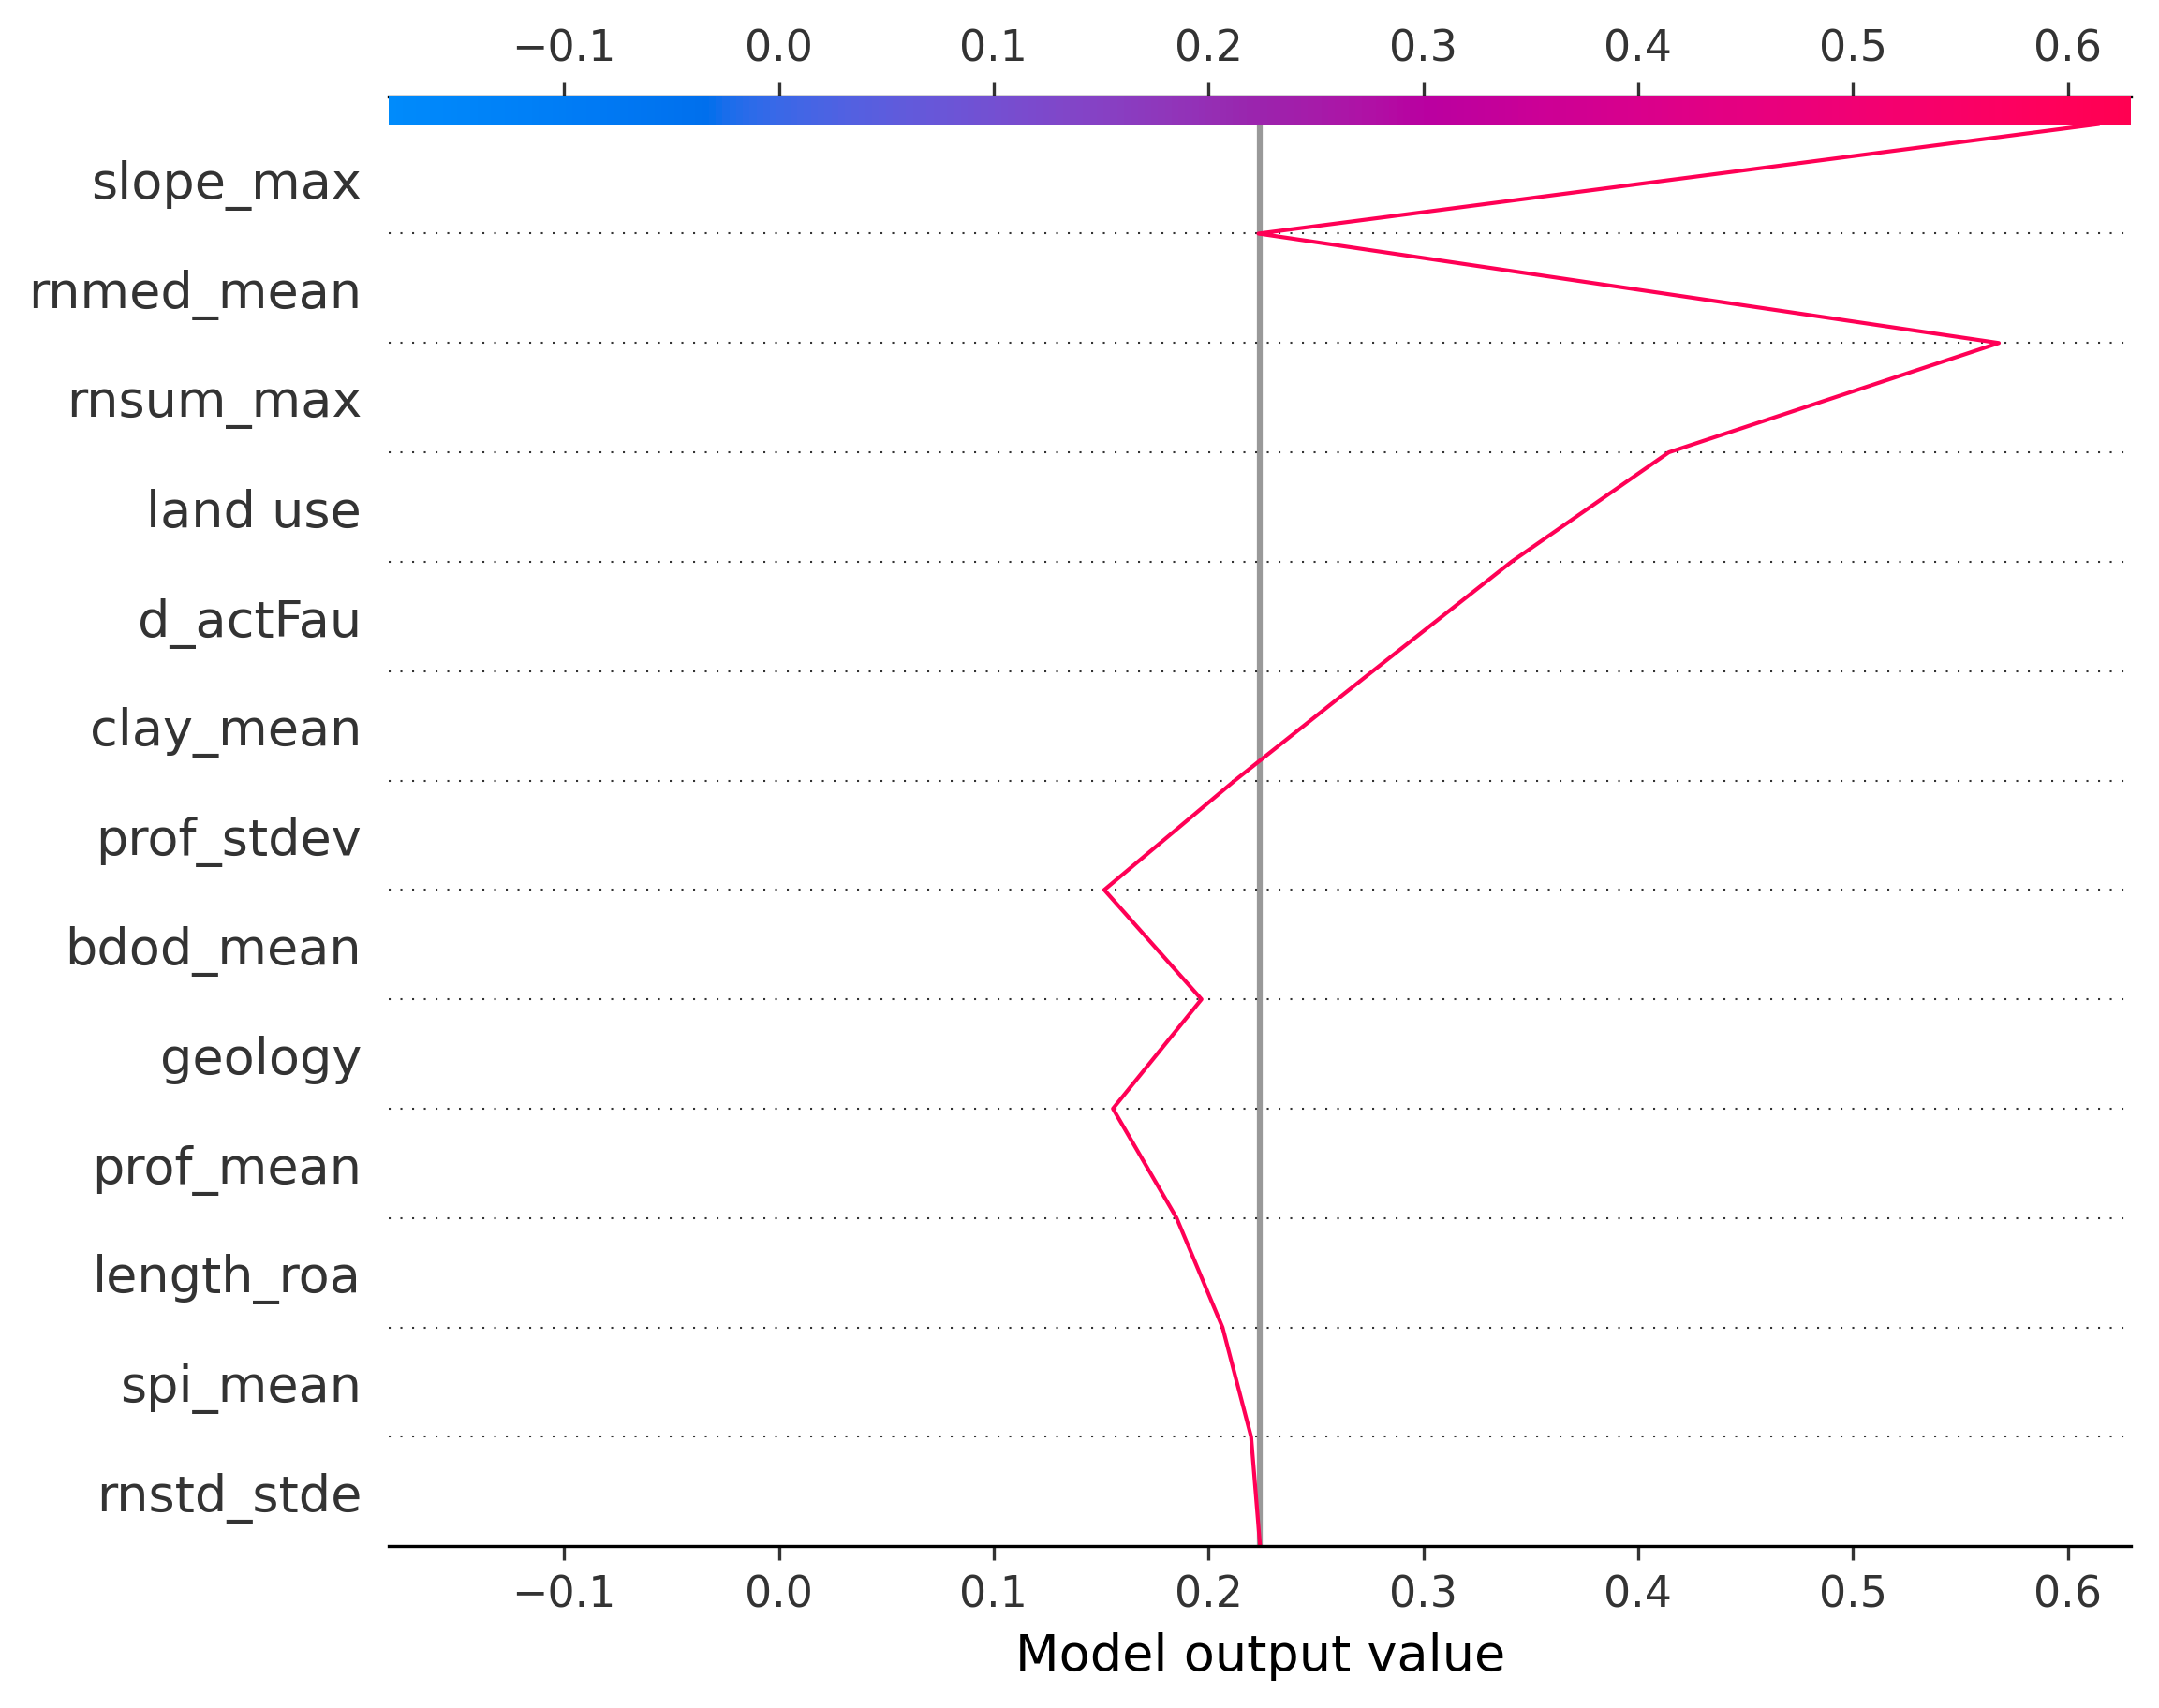 −0.1 0.0 0.1 0.2 0.3 0.4 0.5 0.6
slope_max
rnmed_mean
rnsum_max
land use
d_actFau
clay_mean
prof_stdev
bdod_mean
geology
prof_mean
length_roa
spi_mean
rnstd_stde
−0.1 0.0 0.1 0.2 0.3 0.4 0.5 0.6
Model output value